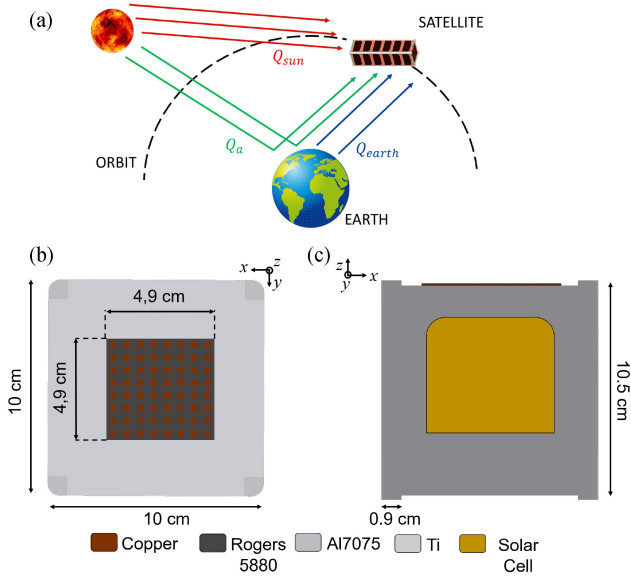 (a)
SATELLITE
Q_sun
Q_a
Q_earth
ORBIT
EARTH
(b)
x z
y
(c)
z
y x
4,9 cm
4,9 cm
10 cm
10 cm
10.5 cm
0.9 cm
Copper
Rogers
5880
Al7075
Ti
Solar
Cell